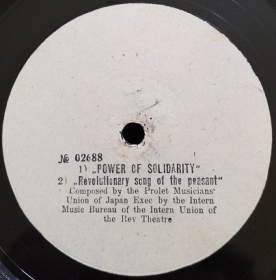 № 02688
1) „POWER OF SOLIDARITY"
2) „Revolutionary song of the peasant"
Composed by the Prolet Musicians'
Union of Japan Exec by the Intern
Music Bureau of the Intern Union of
the Rev Theatre